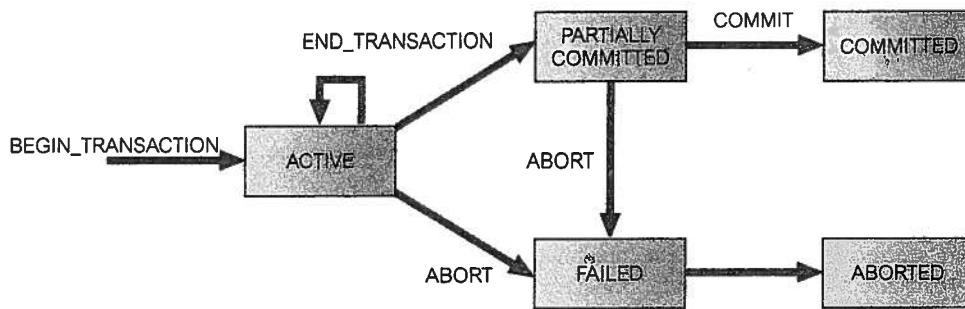 COMMIT
END_TRANSACTION
PARTIALLY
COMMITTED
COMMITTED
BEGIN_TRANSACTION
ACTIVE
ABORT
ABORT
FAILED
ABORTED